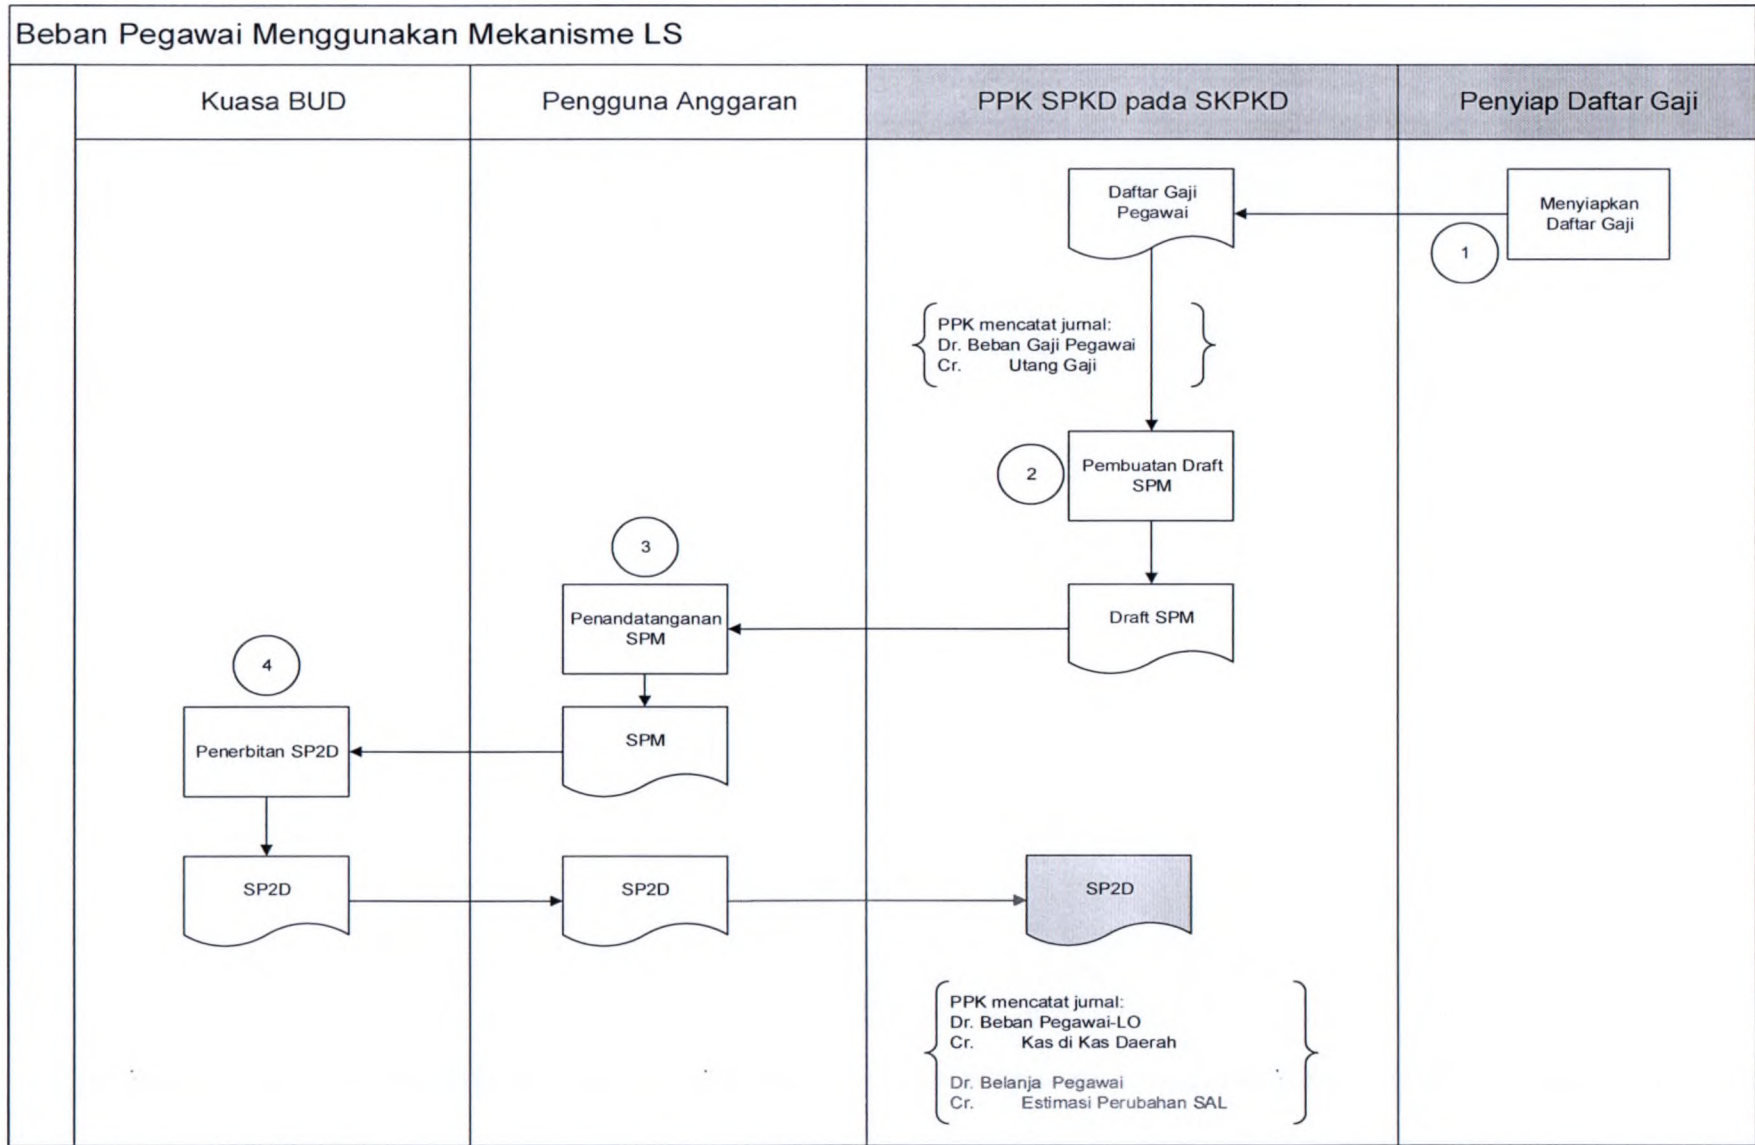 Beban Pegawai Menggunakan Mekanisme LS
Kuasa BUD
Pengguna Anggaran
PPK SPKD pada SKPKD
Penyiap Daftar Gaji
Daftar Gaji
Pegawai
Menyiapkan
Daftar Gaji
1
PPK mencatat jurnal:
Dr. Beban Gaji Pegawai
Cr. Utang Gaji
2
Pembuatan Draft
SPM
3
Penandatanganan
SPM
Draft SPM
4
Penerbitan SP2D
SPM
SP2D
SP2D
SP2D
PPK mencatat jurnal:
Dr. Beban Pegawai-LO
Cr. Kas di Kas Daerah
Dr. Belanja Pegawai
Cr. Estimasi Perubahan SAL